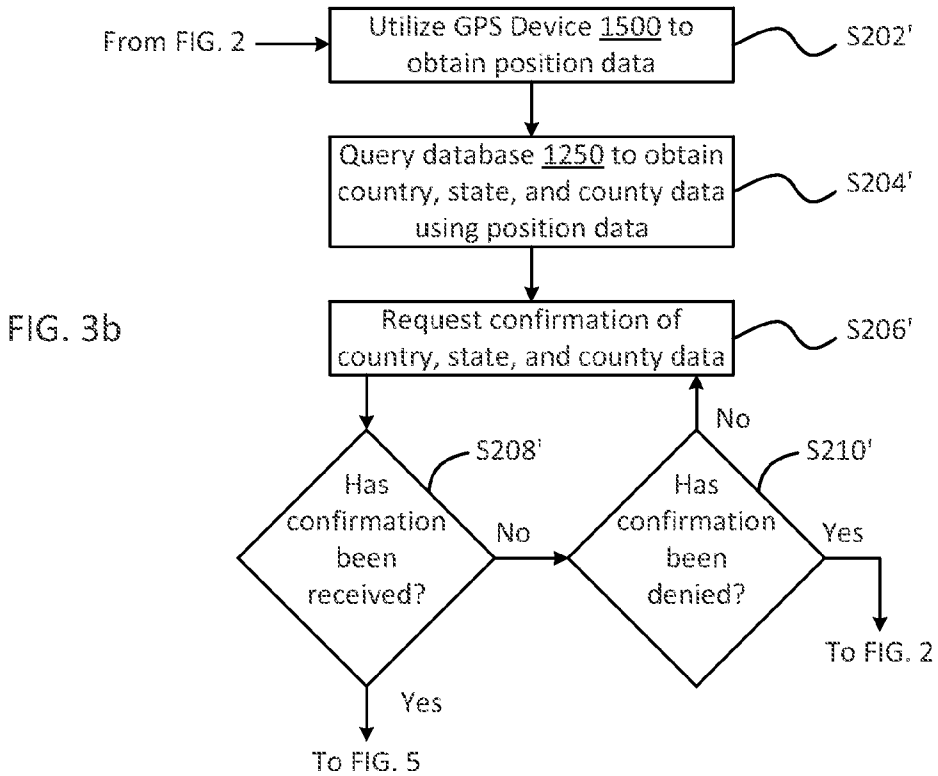 From FIG. 2
Utilize GPS Device 1500 to
obtain position data
S202'
Query database 1250 to obtain
country, state, and county data
using position data
S204'
FIG. 3b
Request confirmation of
country, state, and county data
S206'
No
S208'
S210'
Has
confirmation
been
received?
No
Has
confirmation
been
denied?
Yes
To FIG. 2
Yes
To FIG. 5